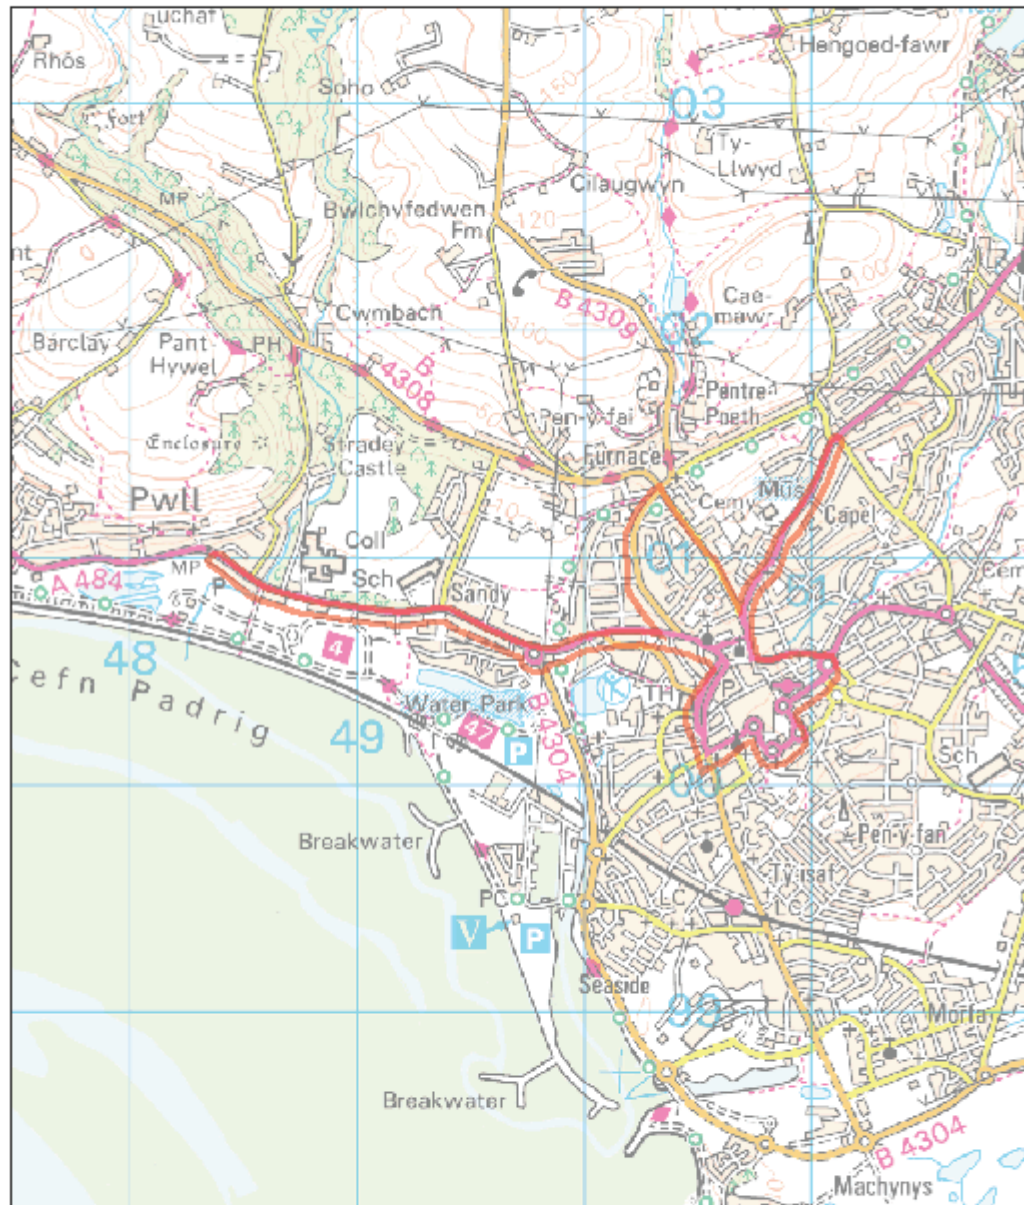 uchaf
Rhôs
Hengoed-fawr
Soho
03
Fort
Ty-
Llwyd
MP
Cilaugwyn
Bwlchyfedwen
Fm
120
B 4309
Cae-
mawr
02
Cwmbach
100
Barclay
Pant
Hywel
PH
B
4308
Pentre
Poeth
Pen-y-fai
Enclosure
Stradey
Castle
Furnace
Pwll
Cemy
Mus
Capel
Coll
01
MP
P
Sch
Cem
A 484
Sandy
51
4
48
Cefn Padrig
TH
P
Water Park
47
P
49
B 4304
00
Sch
Breakwater
Pen-y-fan
Ty-isaf
PC
LC
LC
V
P
Seaside
99
Morfa
Breakwater
B 4304
Machynys